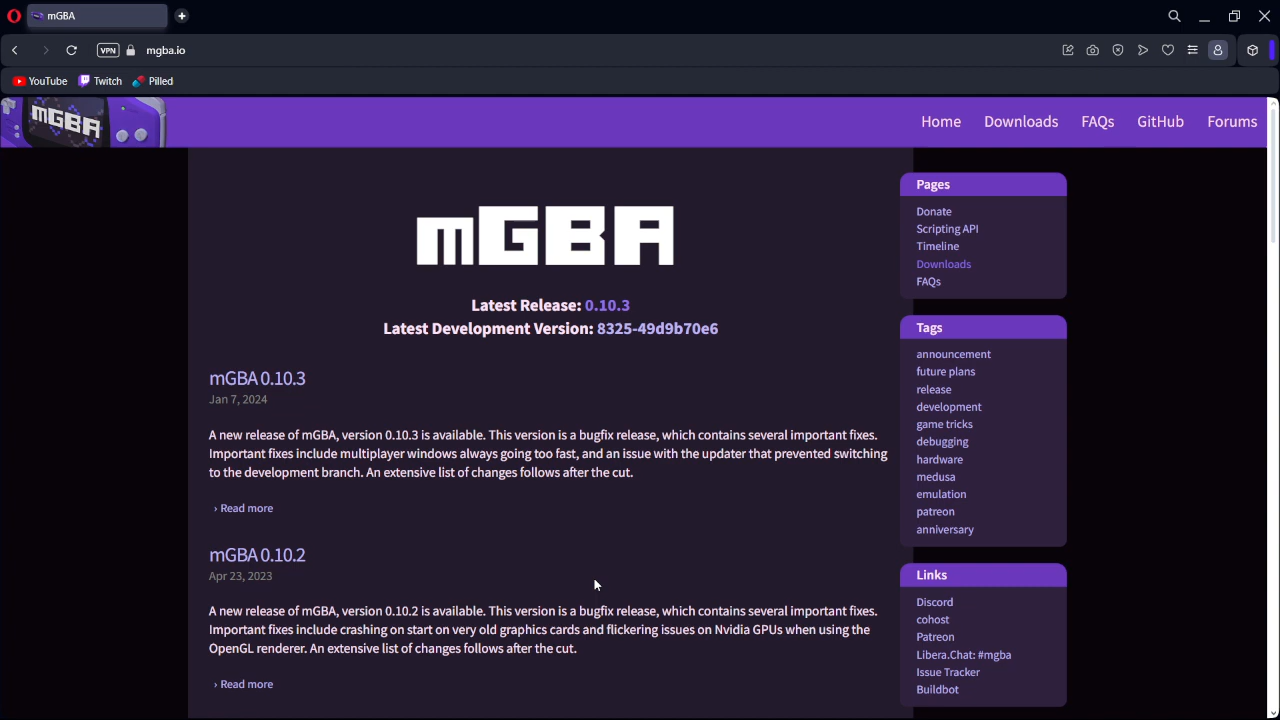 mGBA
VPN
mgba.io
YouTube
Twitch
Pilled
mGBA
Home
Downloads
FAQs
GitHub
Forums
mGBA
Latest Release: 0.10.3
Latest Development Version: 8325-49d9b70e6
mGBA 0.10.3
Jan 7, 2024
A new release of mGBA, version 0.10.3 is available. This version is a bugfix release, which contains several important fixes.
Important fixes include multiplayer windows always going too fast, and an issue with the updater that prevented switching
to the development branch. An extensive list of changes follows after the cut.
› Read more
mGBA 0.10.2
Apr 23, 2023
A new release of mGBA, version 0.10.2 is available. This version is a bugfix release, which contains several important fixes.
Important fixes include crashing on start on very old graphics cards and flickering issues on Nvidia GPUs when using the
OpenGL renderer. An extensive list of changes follows after the cut.
› Read more
Pages
Donate
Scripting API
Timeline
Downloads
FAQs
Tags
announcement
future plans
release
development
game tricks
debugging
hardware
medusa
emulation
patreon
anniversary
Links
Discord
cohost
Patreon
Libera.Chat: #mgba
Issue Tracker
Buildbot